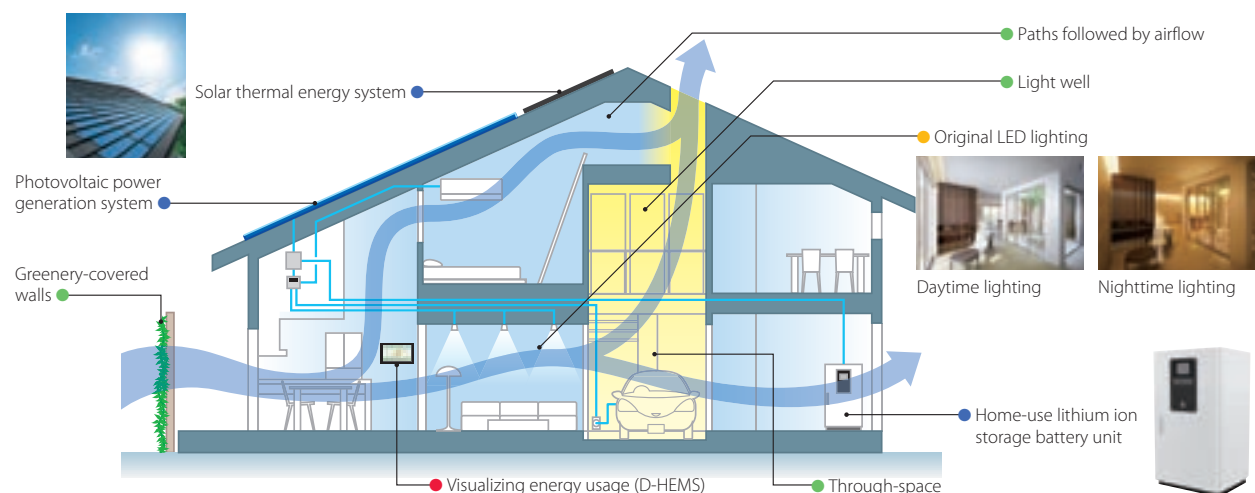 Paths followed by airflow
Light well
Solar thermal energy system
Original LED lighting
Photovoltaic power
generation system
Greenery-covered
walls
Daytime lighting
Nighttime lighting
Home-use lithium ion
storage battery unit
Visualizing energy usage (D-HEMS)
Through-space